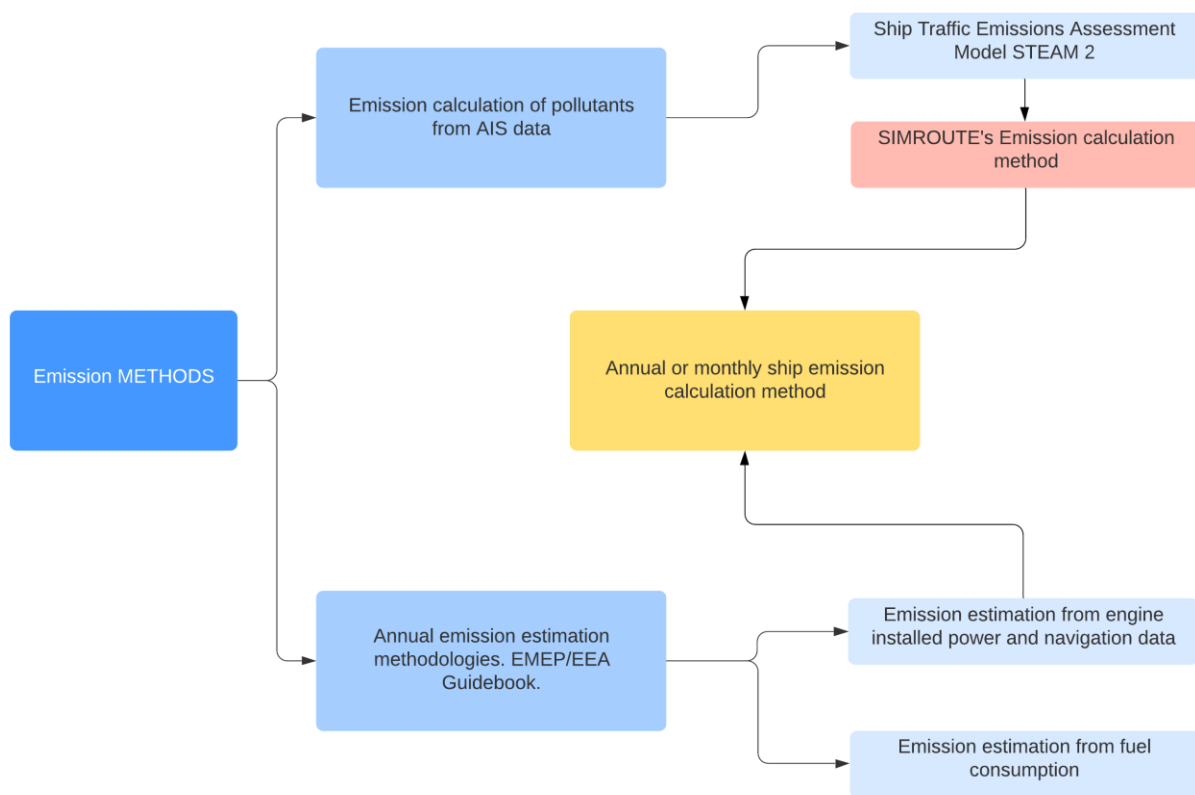 Ship Traffic Emissions Assessment
Model STEAM 2
Emission calculation of pollutants
from AIS data
SIMROUTE's Emission calculation
method
Emission METHODS
Annual or monthly ship emission
calculation method
Annual emission estimation
methodologies. EMEP/EEA
Guidebook.
Emission estimation from engine
installed power and navigation data
Emission estimation from fuel
consumption